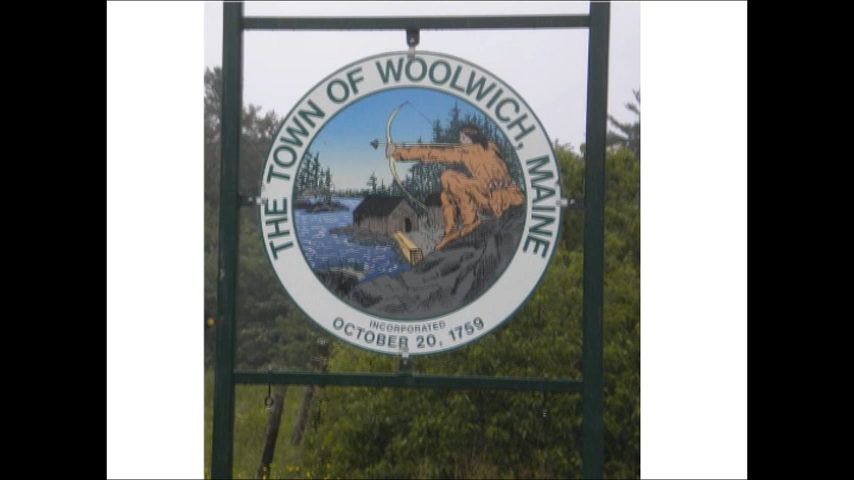 THE TOWN OF WOOLWICH, MAINE
INCORPORATED
OCTOBER 20, 1759